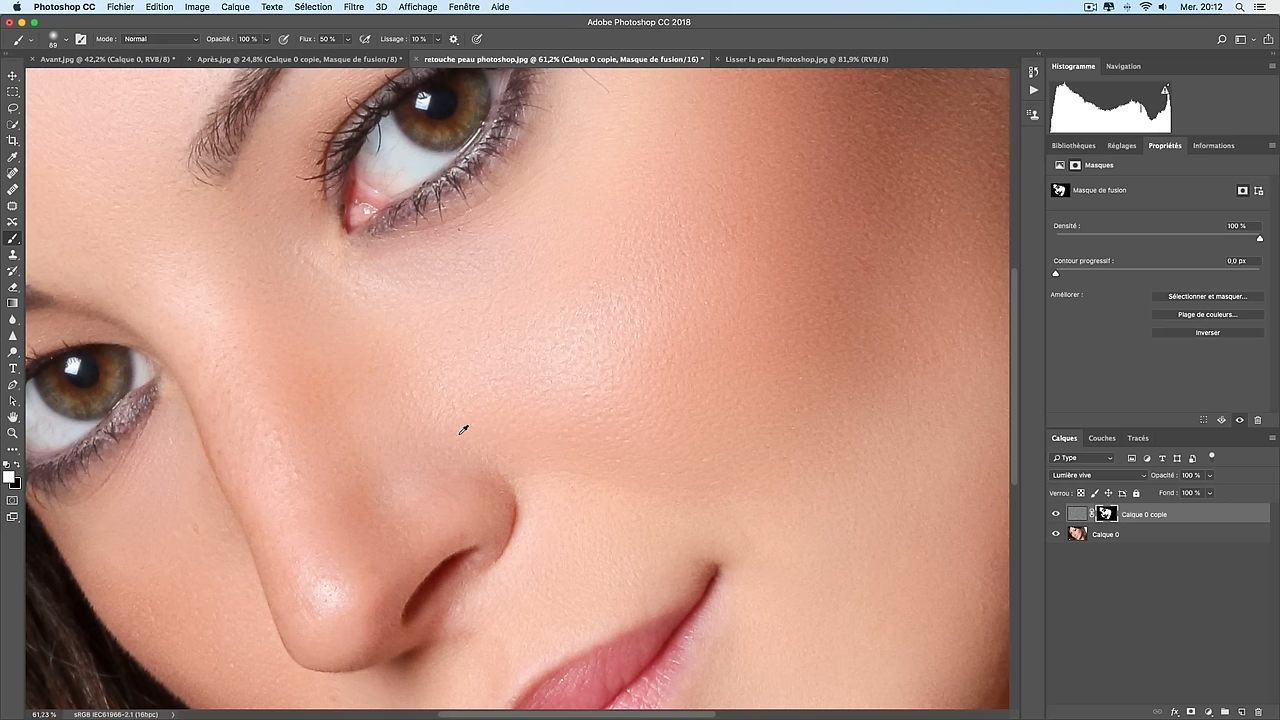 Photoshop CC Fichier Edition Image Calque Texte Sélection Filtre 3D Affichage Fenêtre Aide Mer. 20:12
Adobe Photoshop CC 2018
89 Mode : Normal Opacité : 100 % Flux : 50 % Lissage : 10 %
Avant.jpg @ 42,2% (Calque 0, RVB/8) * Après.jpg @ 24,8% (Calque 0 copie, Masque de fusion/8) * retouche peau photoshop.jpg @ 61,2% (Calque 0 copie, Masque de fusion/16) * Lisser la peau Photoshop.jpg @ 81,9% (RVB/8)
Histogramme Navigation
Bibliothèques Réglages Propriétés Informations
Masques
Masque de fusion
Densité : 100 %
Contour progressif : 0,0 px
Améliorer : Sélectionner et masquer...
Plage de couleurs...
Inverser
Calques Couches Tracés
Type
Lumière vive Opacité : 100 %
Verrou : Fond : 100 %
Calque 0 copie
Calque 0
61,23 % sRGB IEC61966-2.1 (16bpc)
fx